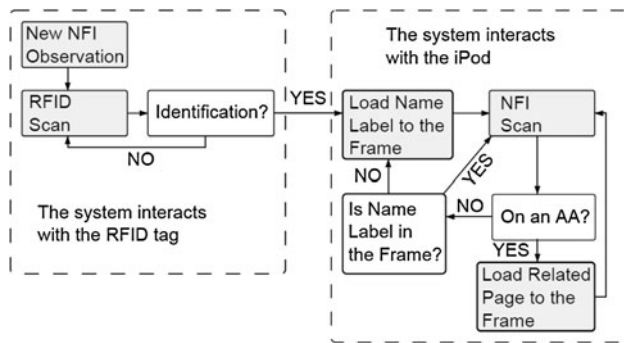 New NFI
Observation
RFID
Scan
Identification?
NO
YES
The system interacts
with the RFID tag
The system interacts
with the iPod
Load Name
Label to the
Frame
NFI
Scan
NO
YES
Is Name
Label in
the Frame?
NO
On an AA?
YES
Load Related
Page to the
Frame